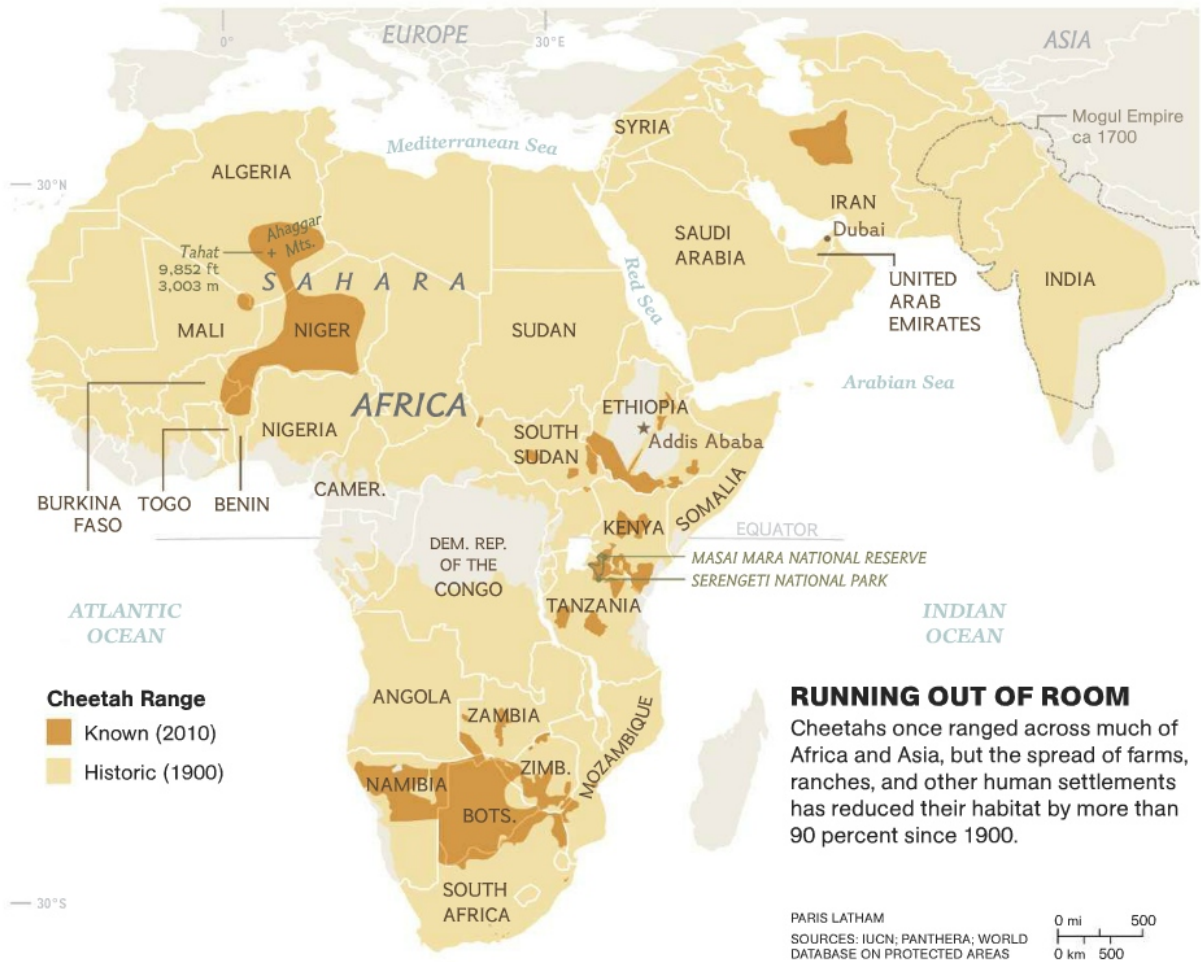 EUROPE
0°
30°E
ASIA
Mogul Empire
ca 1700
SYRIA
Mediterranean Sea
ALGERIA
30°N
IRAN
Dubai
Ahaggar
Mts.
Tahat
9,852 ft
3,003 m
SAUDI
ARABIA
SAHARA
Red Sea
UNITED
ARAB
EMIRATES
INDIA
MALI
NIGER
SUDAN
Arabian Sea
AFRICA
ETHIOPIA
Addis Ababa
NIGERIA
SOUTH
SUDAN
SOMALIA
BURKINA
FASO
TOGO
BENIN
CAMER.
KENYA
EQUATOR
DEM. REP.
OF THE
CONGO
MASAI MARA NATIONAL RESERVE
SERENGETI NATIONAL PARK
TANZANIA
ATLANTIC
OCEAN
INDIAN
OCEAN
ANGOLA
ZAMBIA
MOZAMBIQUE
ZIMB.
NAMIBIA
BOTS.
SOUTH
AFRICA
30°S
Cheetah Range
Known (2010)
Historic (1900)
RUNNING OUT OF ROOM
Cheetahs once ranged across much of
Africa and Asia, but the spread of farms,
ranches, and other human settlements
has reduced their habitat by more than
90 percent since 1900.
PARIS LATHAM
SOURCES: IUCN; PANTHERA; WORLD
DATABASE ON PROTECTED AREAS
0 mi 500
0 km 500